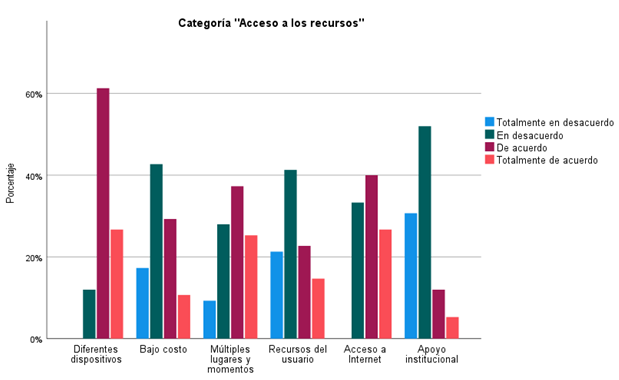 Categoría "Acceso a los recursos"
Porcentaje
60%
40%
20%
0%
Totalmente en desacuerdo
En desacuerdo
De acuerdo
Totalmente de acuerdo
Diferentes
dispositivos
Bajo costo
Múltiples
lugares y
momentos
Recursos del
usuario
Acceso a
Internet
Apoyo
institucional